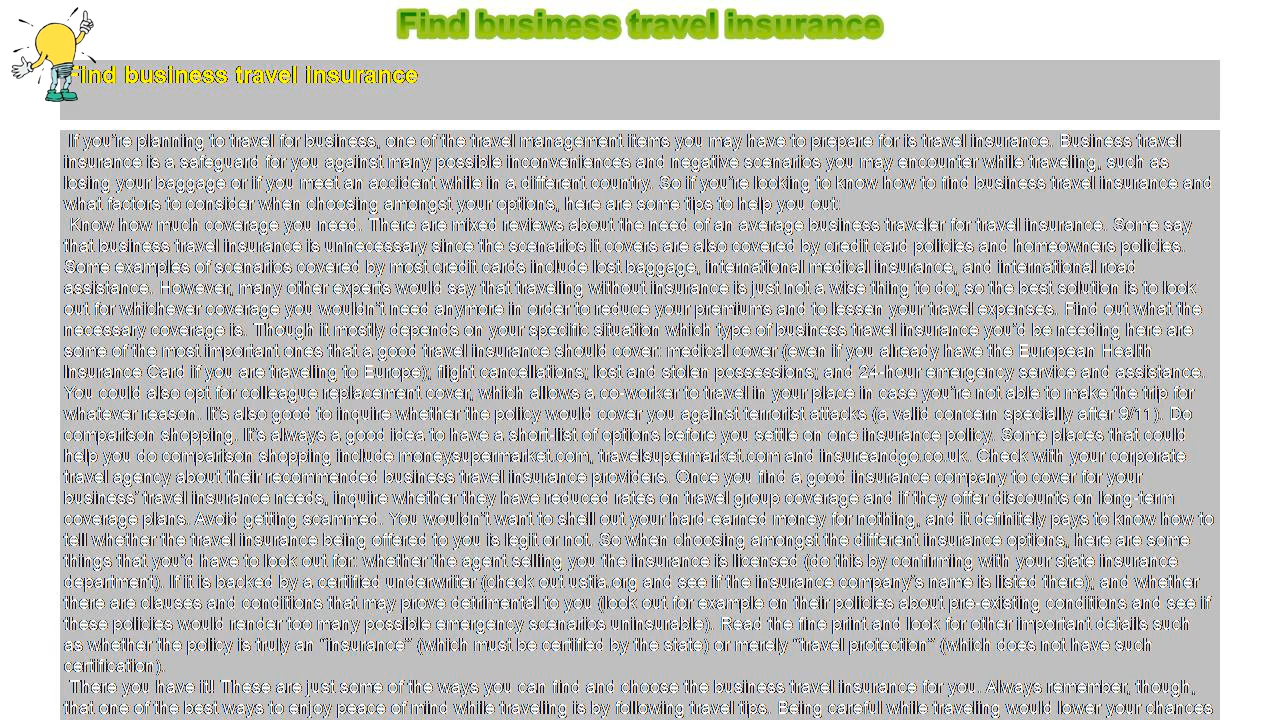 Find business travel insurance
Find business travel insurance
If you're planning to travel for business, one of the travel management items you may have to prepare for is travel insurance. Business travel
insurance is a safeguard for you against many possible inconveniences and negative scenarios you may encounter while traveling, such as
losing your baggage or if you meet an accident while in a different country. So if you're looking to know how to find business travel insurance and
what factors to consider when choosing amongst your options, here are some tips to help you out:
Know how much coverage you need. There are mixed reviews about the need of an average business traveler for travel insurance. Some say
that business travel insurance is unnecessary since the scenarios it covers are also covered by credit card policies and homeowners policies.
Some examples of scenarios covered by most credit cards include lost baggage, international medical insurance, and international road
assistance. However, many other experts would say that traveling without insurance is just not a wise thing to do; so the best solution is to look
out for whichever coverage you wouldn't need anymore in order to reduce your premiums and to lessen your travel expenses. Find out what the
necessary coverage is. Though it mostly depends on your specific situation which type of business travel insurance you'd be needing here are
some of the most important ones that a good travel insurance should cover: medical cover (even if you already have the European Health
Insurance Card if you are traveling to Europe); flight cancellations; lost and stolen possessions; and 24-hour emergency service and assistance.
You could also opt for colleague replacement cover, which allows a co-worker to travel in your place in case you're not able to make the trip for
whatever reason. It's also good to inquire whether the policy would cover you against terrorist attacks (a valid concern specially after 9/11). Do
comparison shopping. It's always a good idea to have a short-list of options before you settle on one insurance policy. Some places that could
help you do comparison shopping include moneysupermarket.com, travelsupermarket.com and insureandgo.co.uk. Check with your corporate
travel agency about their recommended business travel insurance providers. Once you find a good insurance company to cover for your
business' travel insurance needs, inquire whether they have reduced rates on travel group coverage and if they offer discounts on long-term
coverage plans. Avoid getting scammed. You wouldn't want to shell out your hard-earned money for nothing, and it definitely pays to know how to
tell whether the travel insurance being offered to you is legit or not. So when choosing amongst the different insurance options, here are some
things that you'd have to look out for: whether the agent selling you the insurance is licensed (do this by confirming with your state insurance
department). If it is backed by a certified underwriter (check out ustia.org and see if the insurance company's name is listed there); and whether
there are clauses and conditions that may prove detrimental to you (look out for example on their policies about pre-existing conditions and see if
these policies would render too many possible emergency scenarios uninsurable). Read the fine print and look for other important details such
as whether the policy is truly an "insurance" (which must be certified by the state) or merely "travel protection" (which does not have such
certification).
There you have it! These are just some of the ways you can find and choose the business travel insurance for you. Always remember, though,
that one of the best ways to enjoy peace of mind while traveling is by following travel tips. Being careful while traveling would lower your chances